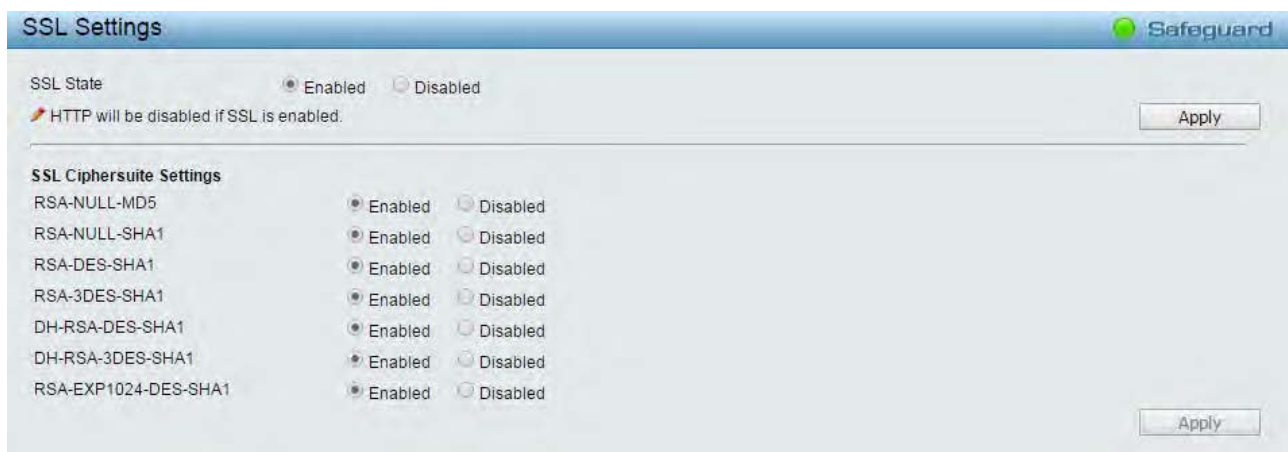 SSL Settings
Safeguard
SSL State Enabled Disabled
HTTP will be disabled if SSL is enabled.
Apply
SSL Ciphersuite Settings
RSA-NULL-MD5 Enabled Disabled
RSA-NULL-SHA1 Enabled Disabled
RSA-DES-SHA1 Enabled Disabled
RSA-3DES-SHA1 Enabled Disabled
DH-RSA-DES-SHA1 Enabled Disabled
DH-RSA-3DES-SHA1 Enabled Disabled
RSA-EXP1024-DES-SHA1 Enabled Disabled
Apply